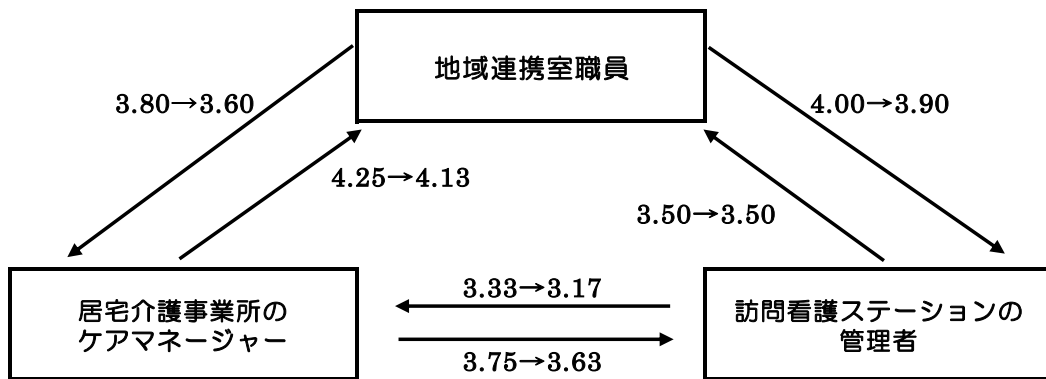 地域連携室職員
3.80→3.60
4.00→3.90
4.25→4.13
3.50→3.50
居宅介護事業所の
ケアマネージャー
3.33→3.17
3.75→3.63
訪問看護ステーションの
管理者